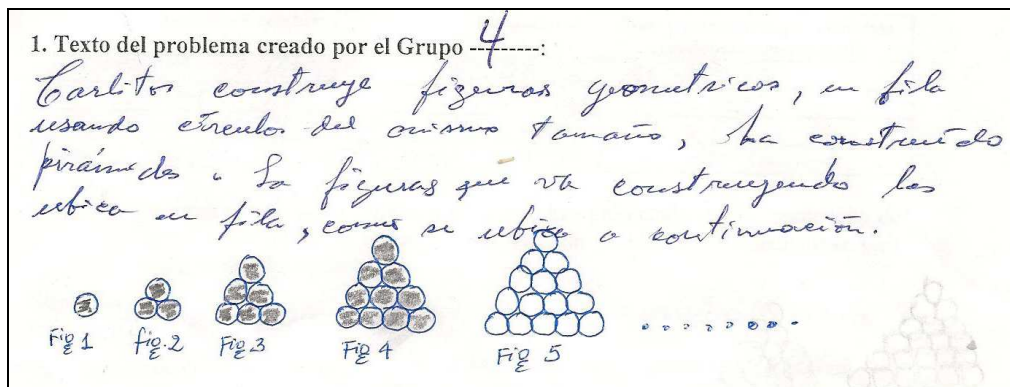 1. Texto del problema creado por el Grupo ---4------:
Carlitos construye figuras geometricas, en fila
usando círculos del mismo tamaño, ha construido
pirámides. La figuras que va construyendo las
ubica en fila, como se ubica a continuación.
Fig 1 fig. 2 Fig 3 Fig 4 Fig 5